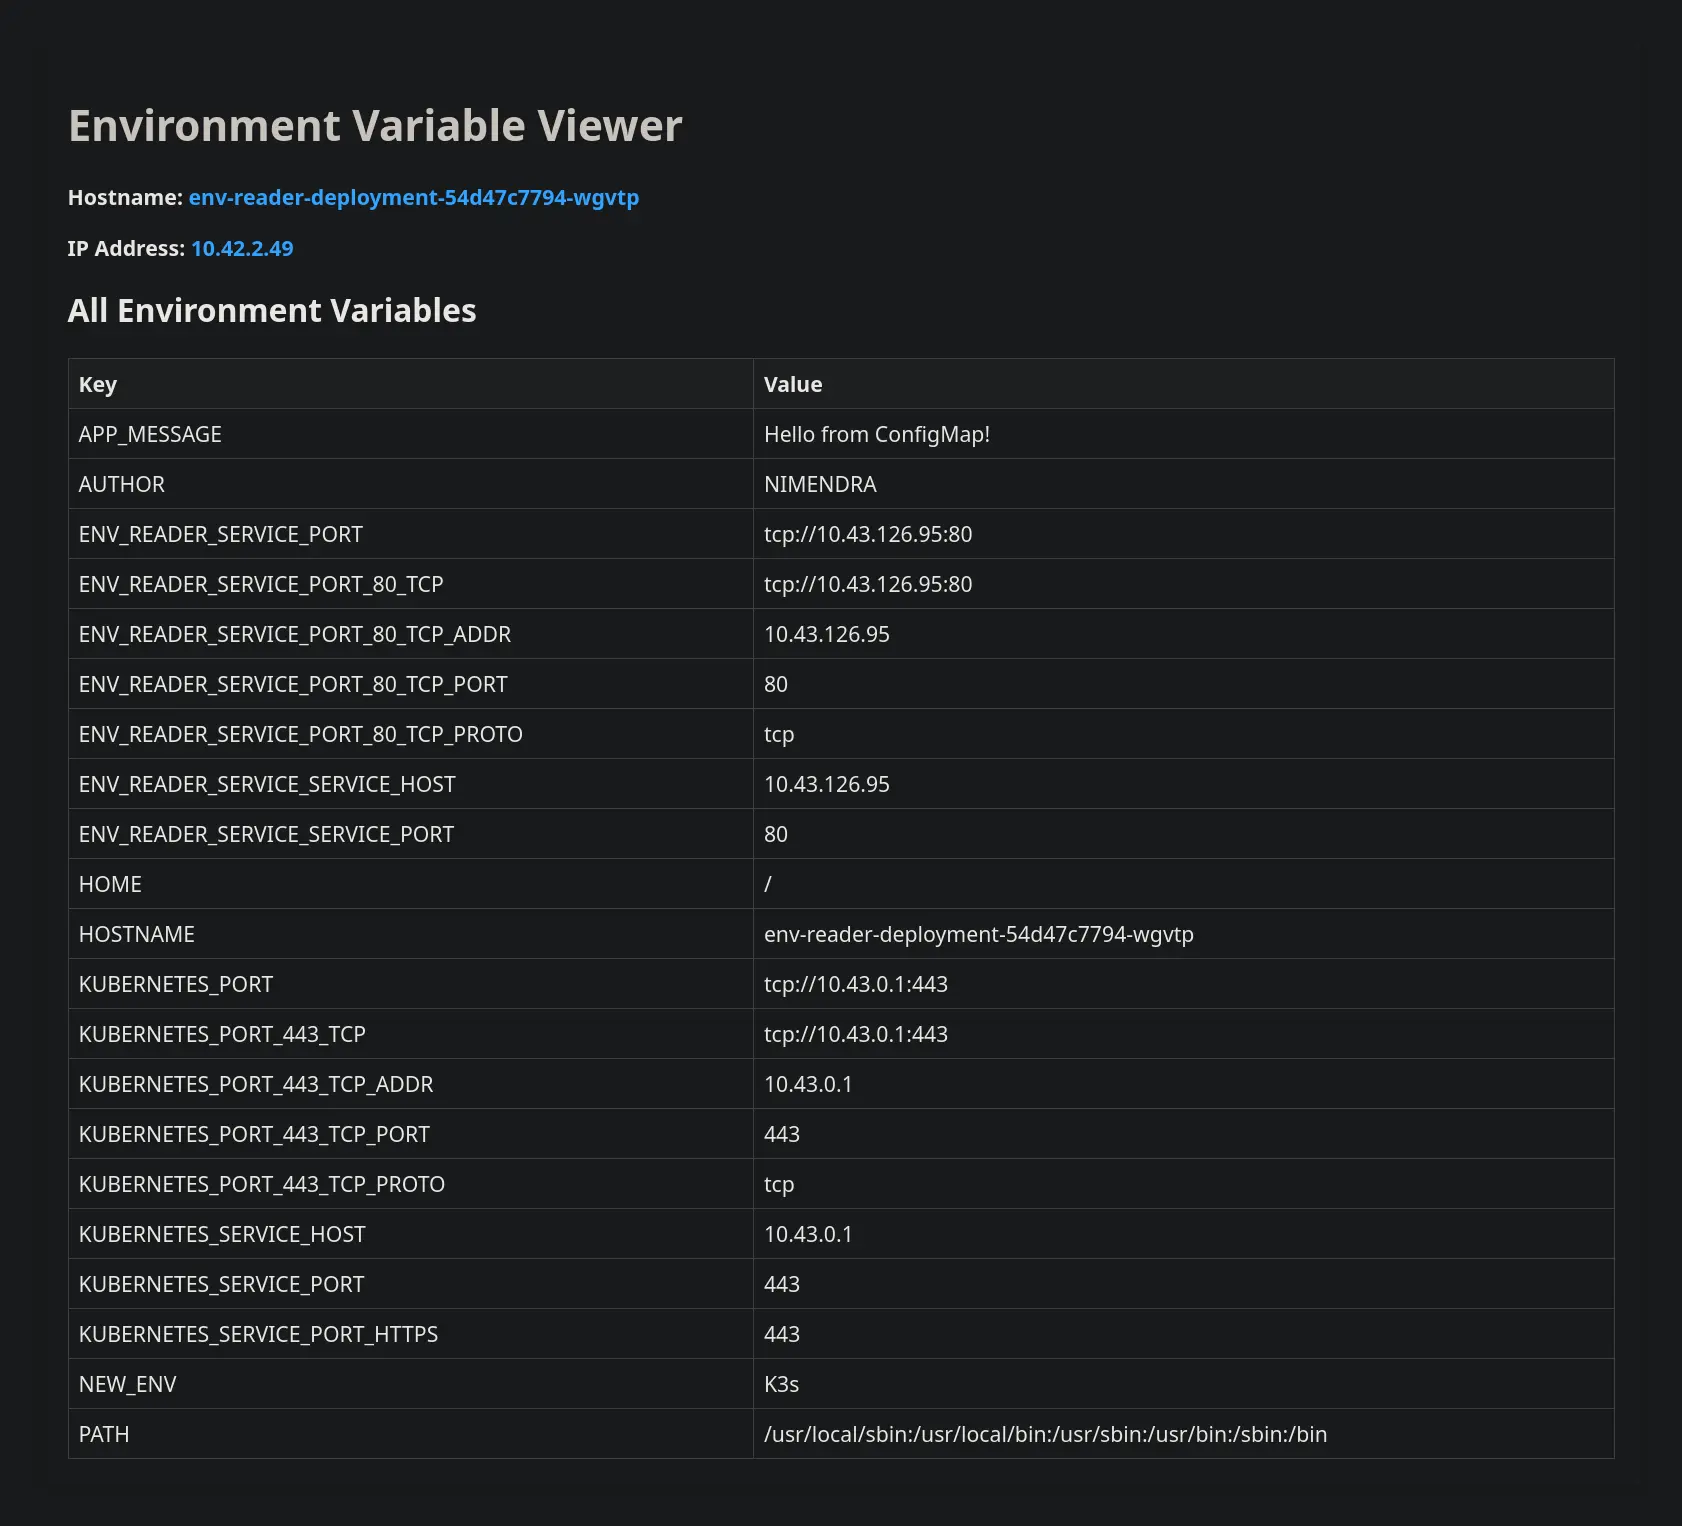 Environment Variable Viewer
Hostname: env-reader-deployment-54d47c7794-wgvtp
IP Address: 10.42.2.49
All Environment Variables
Key Value
APP_MESSAGE Hello from ConfigMap!
AUTHOR NIMENDRA
ENV_READER_SERVICE_PORT tcp://10.43.126.95:80
ENV_READER_SERVICE_PORT_80_TCP tcp://10.43.126.95:80
ENV_READER_SERVICE_PORT_80_TCP_ADDR 10.43.126.95
ENV_READER_SERVICE_PORT_80_TCP_PORT 80
ENV_READER_SERVICE_PORT_80_TCP_PROTO tcp
ENV_READER_SERVICE_SERVICE_HOST 10.43.126.95
ENV_READER_SERVICE_SERVICE_PORT 80
HOME /
HOSTNAME env-reader-deployment-54d47c7794-wgvtp
KUBERNETES_PORT tcp://10.43.0.1:443
KUBERNETES_PORT_443_TCP tcp://10.43.0.1:443
KUBERNETES_PORT_443_TCP_ADDR 10.43.0.1
KUBERNETES_PORT_443_TCP_PORT 443
KUBERNETES_PORT_443_TCP_PROTO tcp
KUBERNETES_SERVICE_HOST 10.43.0.1
KUBERNETES_SERVICE_PORT 443
KUBERNETES_SERVICE_PORT_HTTPS 443
NEW_ENV K3s
PATH /usr/local/sbin:/usr/local/bin:/usr/sbin:/usr/bin:/sbin:/bin